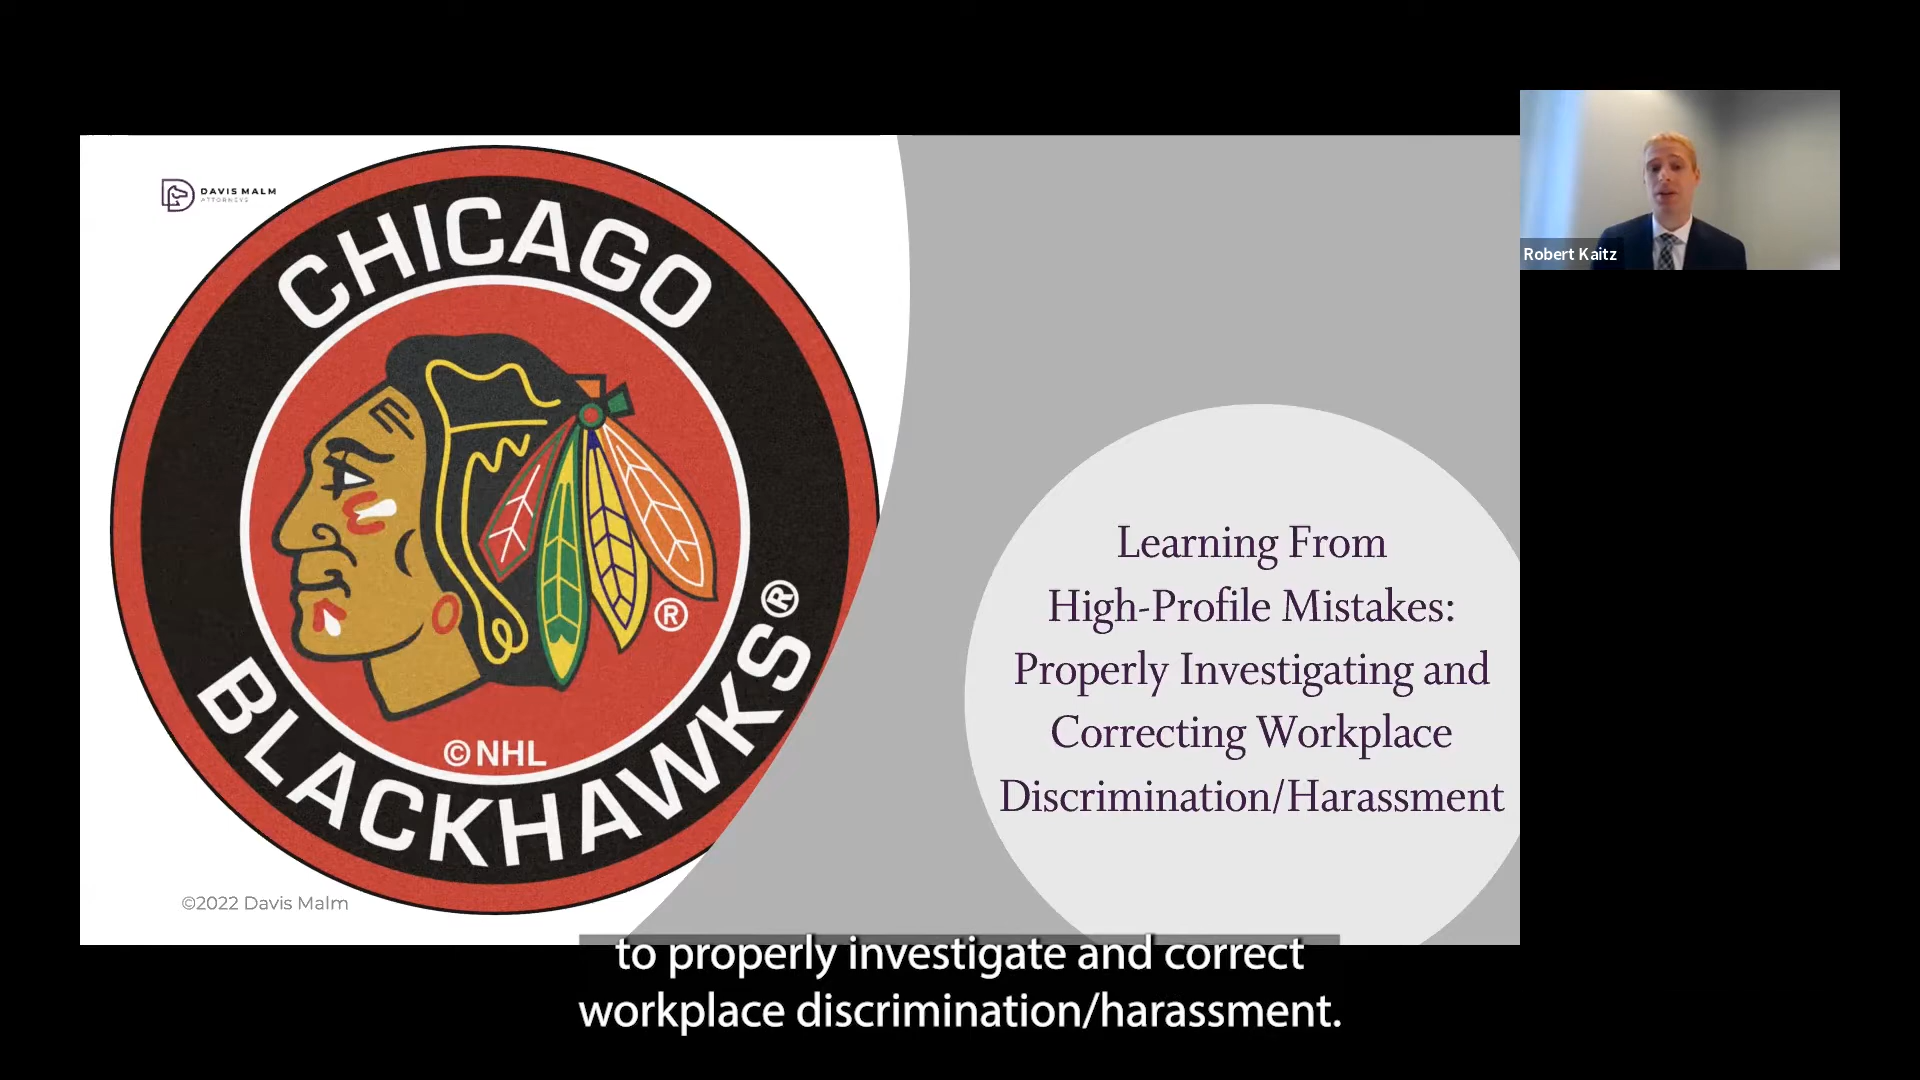 DAVIS MALM
ATTORNEYS
CHICAGO
®
©NHL
BLACKHAWKS®
©2022 Davis Malm
Learning From
High-Profile Mistakes:
Properly Investigating and
Correcting Workplace
Discrimination/Harassment
Robert Kaitz
to properly investigate and correct
workplace discrimination/harassment.